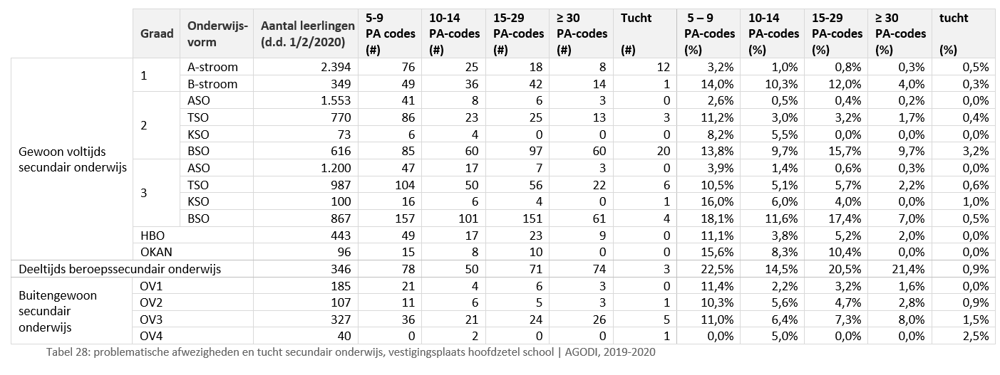 Graad Onderwijs-vorm Aantal leerlingen (d.d. 1/2/2020) 5-9 PA codes (#) 10-14 PA-codes (#) 15-29 PA-codes (#) ≥ 30 PA-codes (#) Tucht (#) 5 – 9 PA-codes (%) 10-14 PA-codes (%) 15-29 PA-codes (%) ≥ 30 PA-codes (%) tucht (%)
Gewoon voltijds secundair onderwijs
1 A-stroom 2.394 76 25 18 8 12 3,2% 1,0% 0,8% 0,3% 0,5%
B-stroom 349 49 36 42 14 1 14,0% 10,3% 12,0% 4,0% 0,3%
2 ASO 1.553 41 8 6 3 0 2,6% 0,5% 0,4% 0,2% 0,0%
TSO 770 86 23 25 13 3 11,2% 3,0% 3,2% 1,7% 0,4%
KSO 73 6 4 0 0 0 8,2% 5,5% 0,0% 0,0% 0,0%
BSO 616 85 60 97 60 20 13,8% 9,7% 15,7% 9,7% 3,2%
3 ASO 1.200 47 17 7 3 0 3,9% 1,4% 0,6% 0,3% 0,0%
TSO 987 104 50 56 22 6 10,5% 5,1% 5,7% 2,2% 0,6%
KSO 100 16 6 4 0 1 16,0% 6,0% 4,0% 0,0% 1,0%
BSO 867 157 101 151 61 4 18,1% 11,6% 17,4% 7,0% 0,5%
HBO 443 49 17 23 9 0 11,1% 3,8% 5,2% 2,0% 0,0%
OKAN 96 15 8 10 0 0 15,6% 8,3% 10,4% 0,0% 0,0%
Deeltijds beroepssecundair onderwijs 346 78 50 71 74 3 22,5% 14,5% 20,5% 21,4% 0,9%
Buitengewoon secundair onderwijs
OV1 185 21 4 6 3 0 11,4% 2,2% 3,2% 1,6% 0,0%
OV2 107 11 6 5 3 1 10,3% 5,6% 4,7% 2,8% 0,9%
OV3 327 36 21 24 26 5 11,0% 6,4% 7,3% 8,0% 1,5%
OV4 40 0 2 0 0 1 0,0% 5,0% 0,0% 0,0% 2,5%
Tabel 28: problematische afwezigheden en tucht secundair onderwijs, vestigingsplaats hoofdzetel school | AGODI, 2019-2020